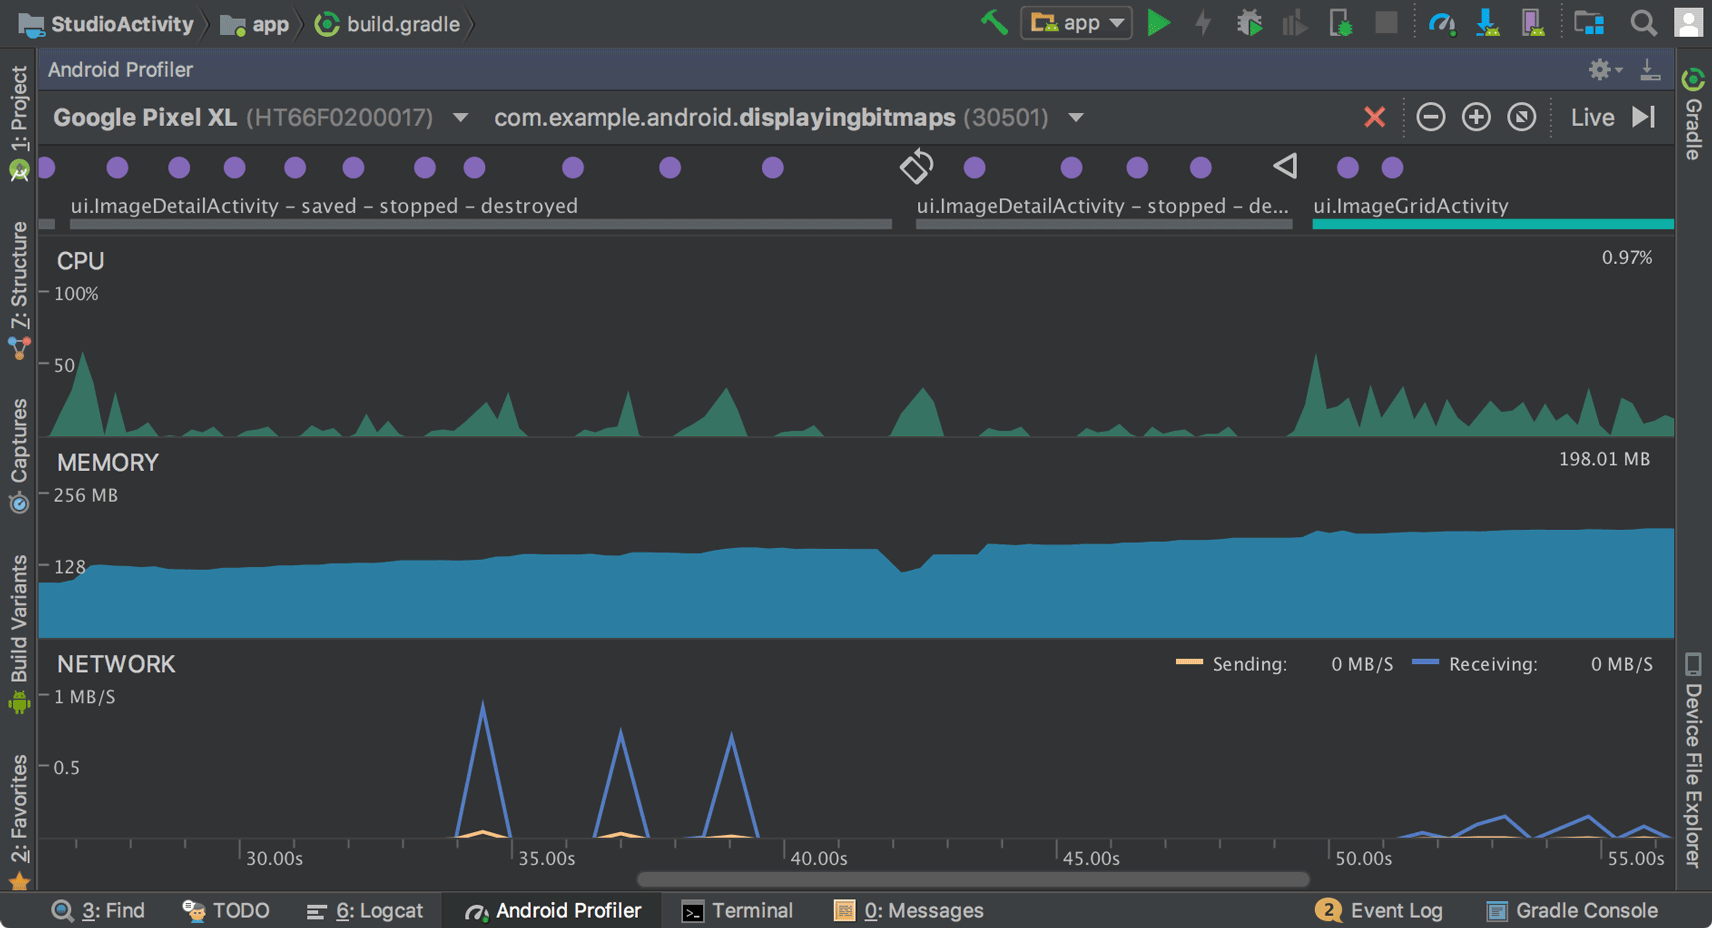 StudioActivity app build.gradle app
Android Profiler
Google Pixel XL (HT66F0200017) com.example.android.displayingbitmaps (30501) Live
ui.ImageDetailActivity – saved – stopped – destroyed ui.ImageDetailActivity – stopped – de... ui.ImageGridActivity
CPU 0.97%
100%
50
MEMORY 198.01 MB
256 MB
128
NETWORK Sending: 0 MB/S Receiving: 0 MB/S
1 MB/S
0.5
30.00s 35.00s 40.00s 45.00s 50.00s 55.00s
1: Project
7: Structure
Captures
Build Variants
2: Favorites
Gradle
Device File Explorer
3: Find TODO 6: Logcat Android Profiler Terminal 0: Messages 2 Event Log Gradle Console